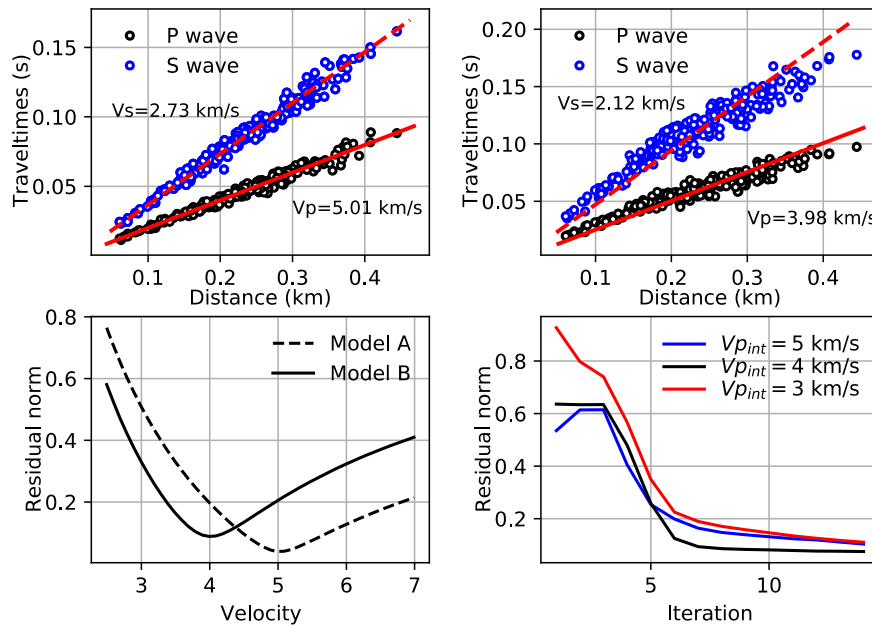 P wave
S wave
Vs=2.73 km/s
Vp=5.01 km/s
0.15
0.10
0.05
Traveltimes (s)
0.1 0.2 0.3 0.4
Distance (km)
P wave
S wave
Vs=2.12 km/s
Vp=3.98 km/s
0.20
0.15
0.10
0.05
0.00
Traveltimes (s)
0.1 0.2 0.3 0.4
Distance (km)
Model A
Model B
0.8
0.6
0.4
0.2
Residual norm
3 4 5 6 7
Velocity
Vp_int = 5 km/s
Vp_int = 4 km/s
Vp_int = 3 km/s
0.8
0.6
0.4
0.2
Residual norm
5 10
Iteration